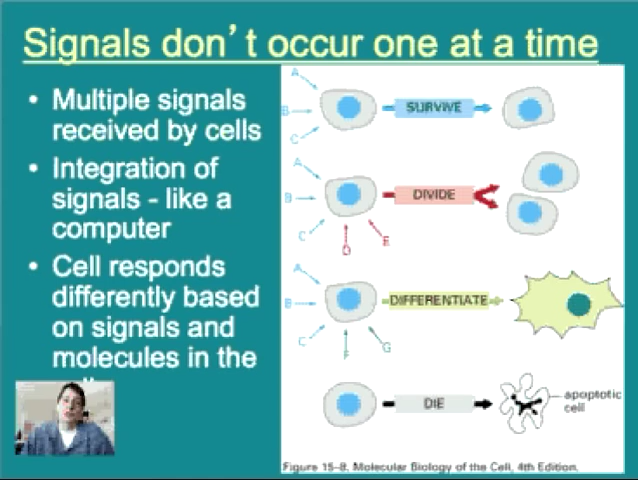 Signals don't occur one at a time
• Multiple signals
received by cells
• Integration of
signals - like a
computer
• Cell responds
differently based
on signals and
molecules in the
A
B
C
SURVIVE
A
B
C
D
E
DIVIDE
A
B
C
F
G
DIFFERENTIATE
DIE
apoptotic
cell
Figure 15-8. Molecular Biology of the Cell, 4th Edition.